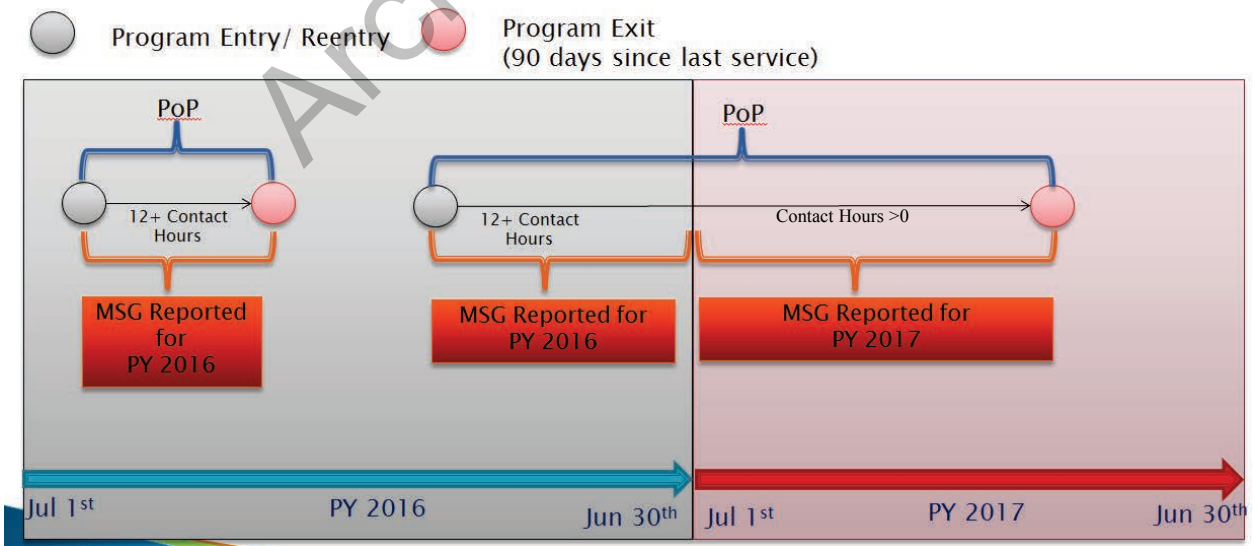 Program Entry/ Reentry
Program Exit
(90 days since last service)
PoP
PoP
12+ Contact
Hours
12+ Contact
Hours
Contact Hours >0
MSG Reported
for
PY 2016
MSG Reported for
PY 2016
MSG Reported for
PY 2017
Jul 1st
PY 2016
Jun 30th
Jul 1st
PY 2017
Jun 30th